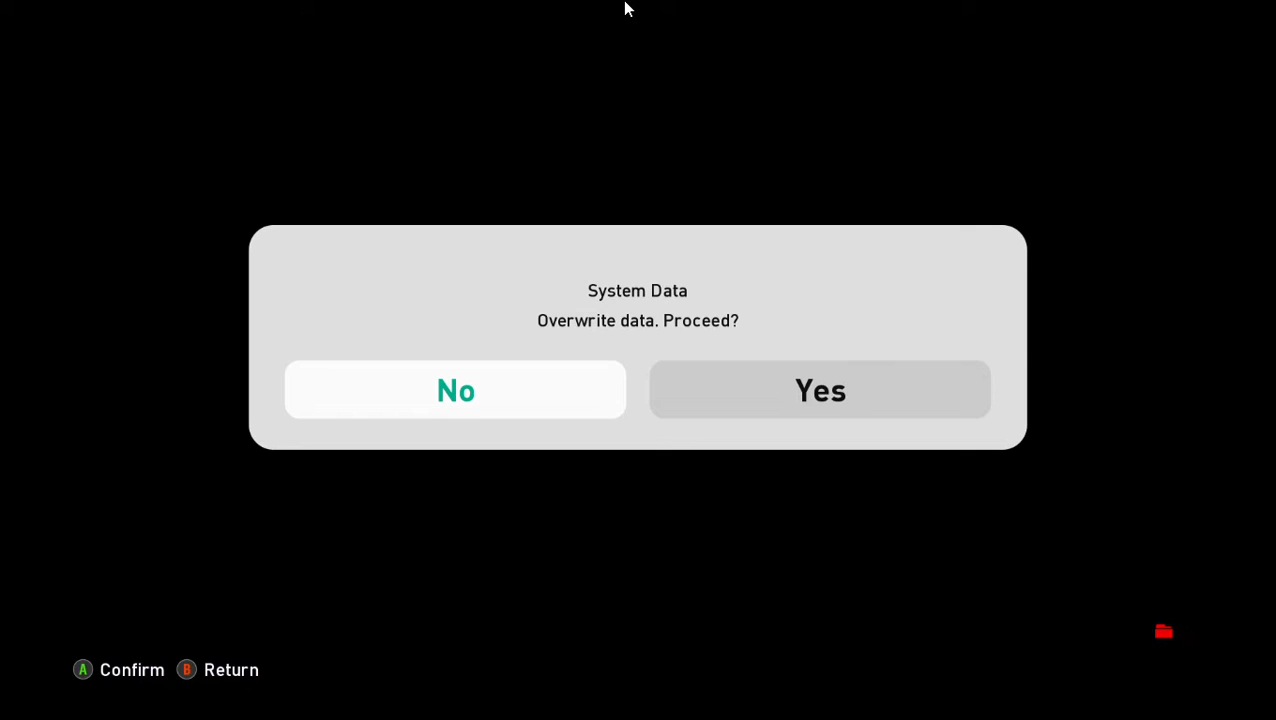 System Data
Overwrite data. Proceed?
No Yes
A Confirm B Return